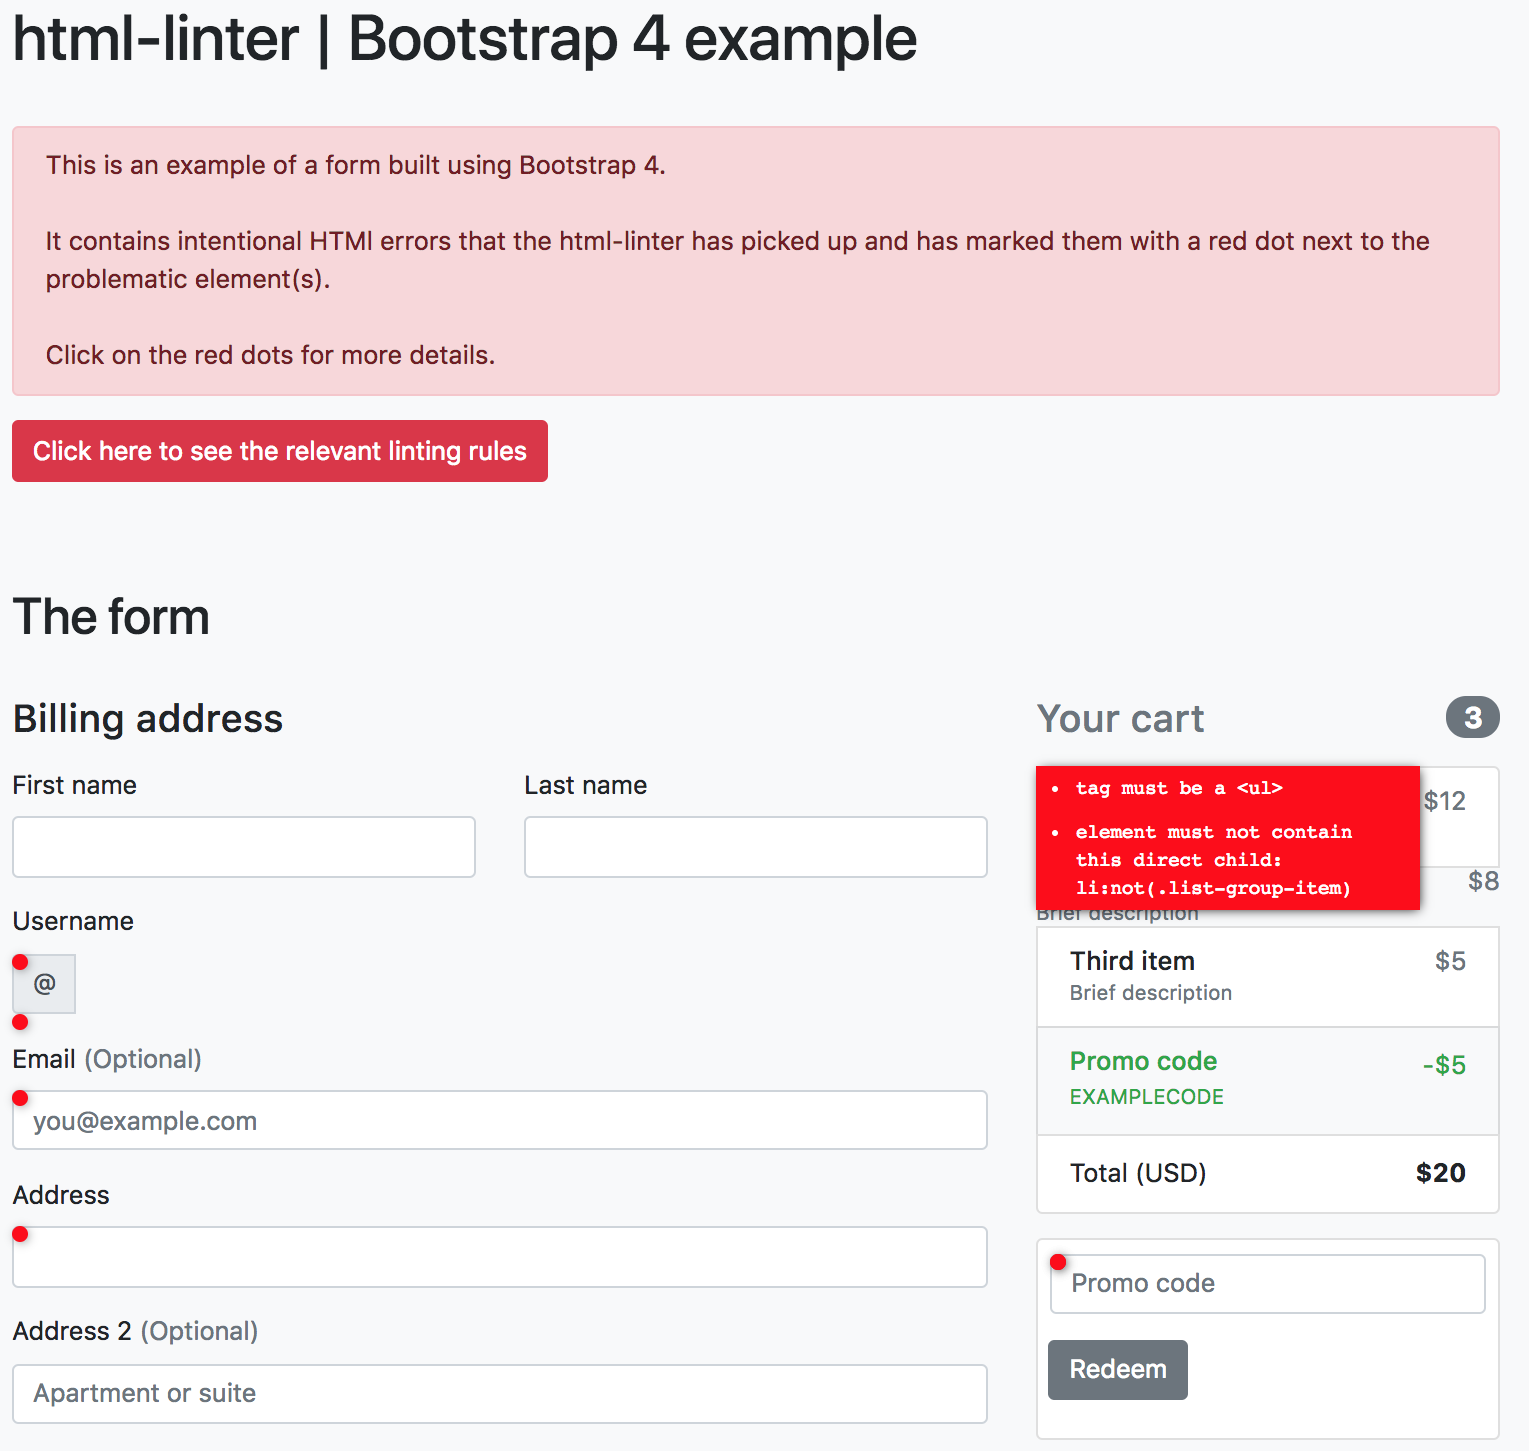 html-linter | Bootstrap 4 example
This is an example of a form built using Bootstrap 4.
It contains intentional HTMl errors that the html-linter has picked up and has marked them with a red dot next to the
problematic element(s).
Click on the red dots for more details.
Click here to see the relevant linting rules
The form
Billing address
First name
Last name
Username
@
Email (Optional)
you@example.com
Address
Address 2 (Optional)
Apartment or suite
Your cart
3
• tag must be a <ul>
$12
• element must not contain
this direct child:
li:not(.list-group-item)
$8
Brief description
Third item
$5
Brief description
Promo code
-$5
EXAMPLECODE
Total (USD)
$20
Promo code
Redeem